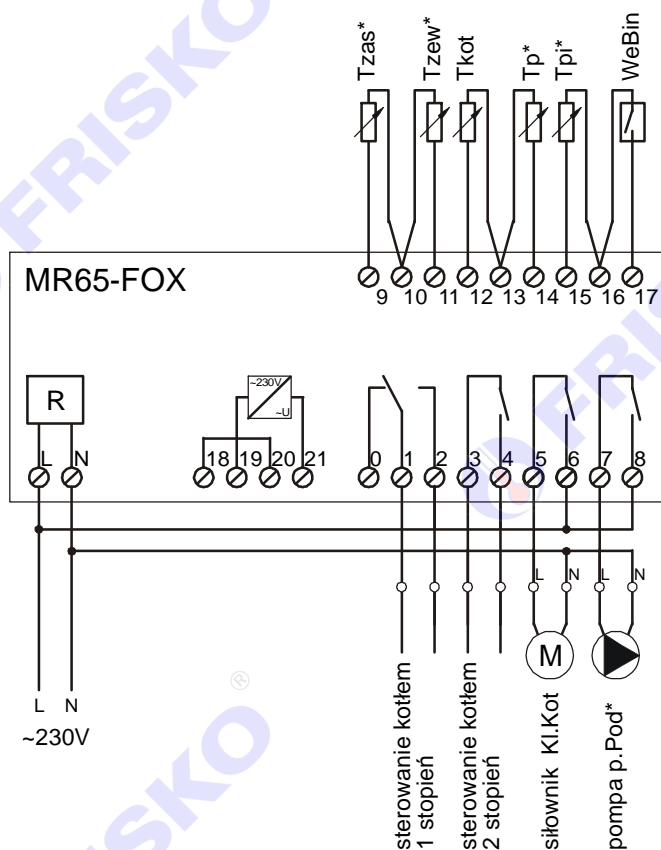 Tzas*
Tzew*
Tkot
Tp*
Tpi*
WeBin
MR65-FOX
9 10 11 12 13 14 15 16 17
R
~230V
~U
L N 18 19 20 21 0 1 2 3 4 5 6 7 8
L N L N
M
L N
~230V
sterowanie kotłem
1 stopień
sterowanie kotłem
2 stopień
siłownik Kl.Kot
pompa p.Pod*
FRISKO
FRIS
®
SKO